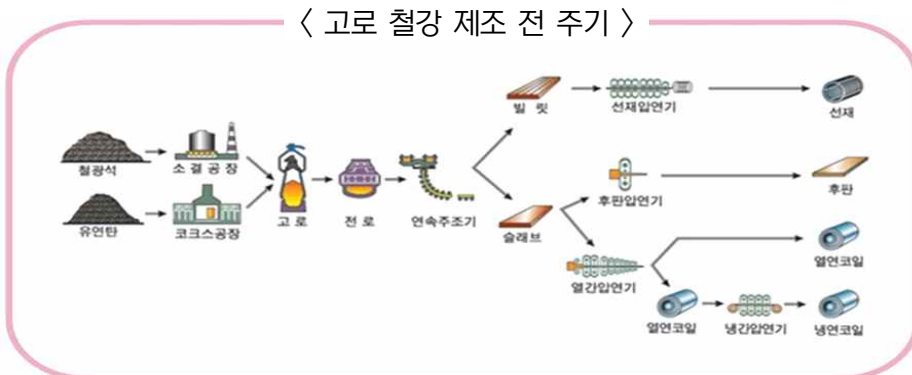 〈 고로 철강 제조 전 주기 〉
빌 릿
선재압연기
선재
철광석
소 결 공 장
유연탄
코크스공장
고 로
전 로
연속주조기
슬래브
후판압연기
후판
열간압연기
열연코일
열연코일
냉간압연기
냉연코일